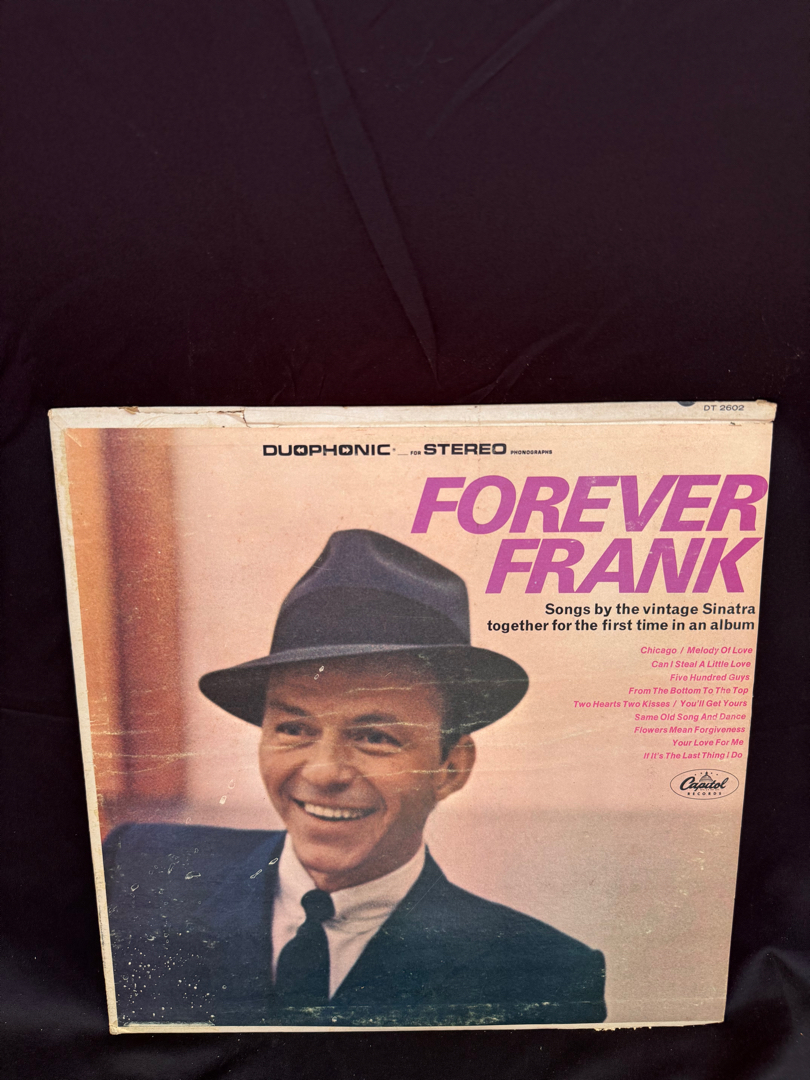 DT 2602
DUOPHONIC FOR STEREO PHONOGRAPHS
FOREVER
FRANK
Songs by the vintage Sinatra
together for the first time in an album
Chicago / Melody Of Love
Can I Steal A Little Love
Five Hundred Guys
From The Bottom To The Top
Two Hearts Two Kisses / You'll Get Yours
Same Old Song And Dance
Flowers Mean Forgiveness
Your Love For Me
If It's The Last Thing I Do
Capitol
RECORDS